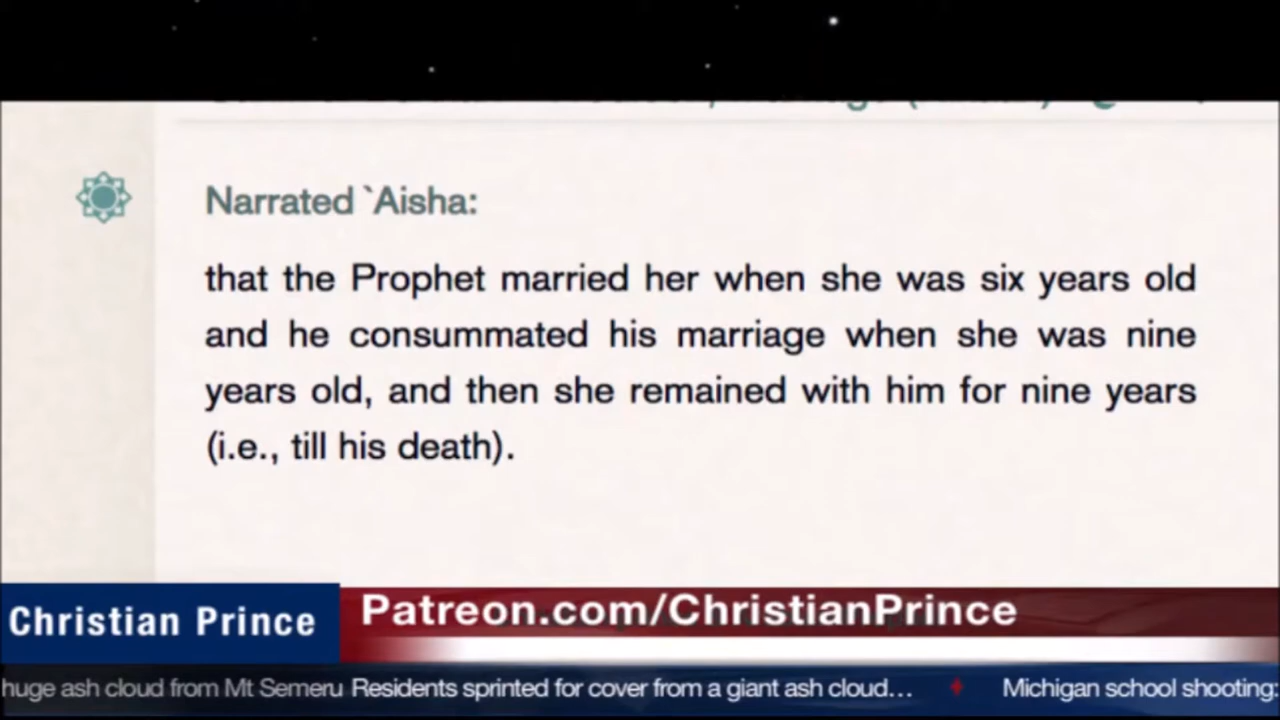 Narrated `Aisha:
that the Prophet married her when she was six years old
and he consummated his marriage when she was nine
years old, and then she remained with him for nine years
(i.e., till his death).
Christian Prince
Patreon.com/ChristianPrince
huge ash cloud from Mt Semeru Residents sprinted for cover from a giant ash cloud... Michigan school shooting: